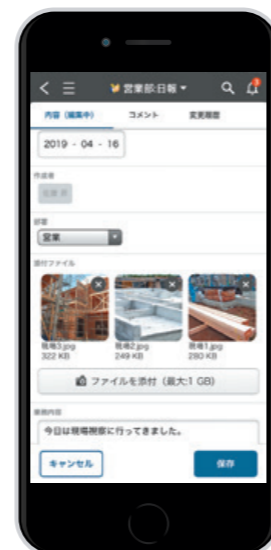 営業部:日報
3
内容（編集中） コメント 変更履歴
2019 - 04 - 16
作成者
部署
営業
添付ファイル
現場3.jpg 現場2.jpg 現場1.jpg
322 KB 249 KB 280 KB
ファイルを添付（最大:1 GB）
業務内容
今日は現場視察に行ってきました。
キャンセル 保存